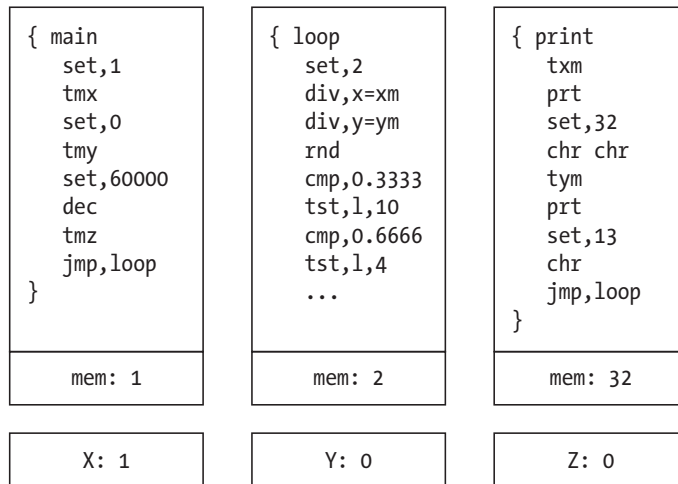 { main
set,1
tmx
set,0
tmy
set,60000
dec
tmz
jmp,loop
}
mem: 1
{ loop
set,2
div,x=xm
div,y=ym
rnd
cmp,0.3333
tst,l,10
cmp,0.6666
tst,l,4
...
mem: 2
{ print
txm
prt
set,32
chr chr
tym
prt
set,13
chr
jmp,loop
}
mem: 32
X: 1
Y: 0
Z: 0